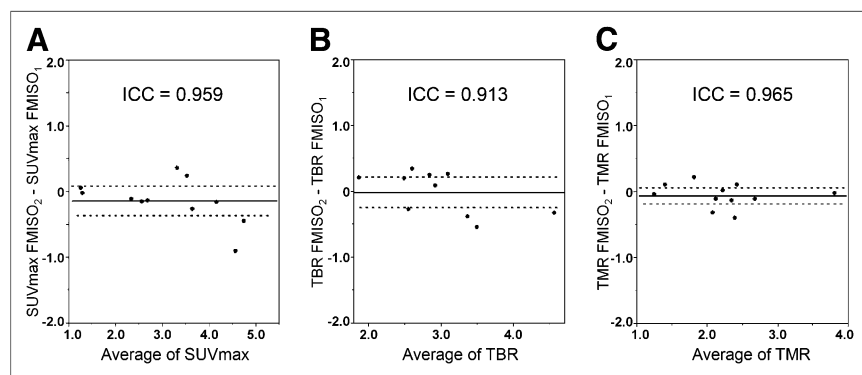 A
B
C
SUVmax FMISO₂ - SUVmax FMISO₁
2.0
1.0
0
-1.0
-2.0
ICC = 0.959
1.0 2.0 3.0 4.0 5.0
Average of SUVmax
TBR FMISO₂ - TBR FMISO₁
2.0
1.0
0
-1.0
-2.0
ICC = 0.913
2.0 3.0 4.0
Average of TBR
TMR FMISO₂ - TMR FMISO₁
2.0
1.0
0
-1.0
-2.0
ICC = 0.965
1.0 2.0 3.0 4.0
Average of TMR